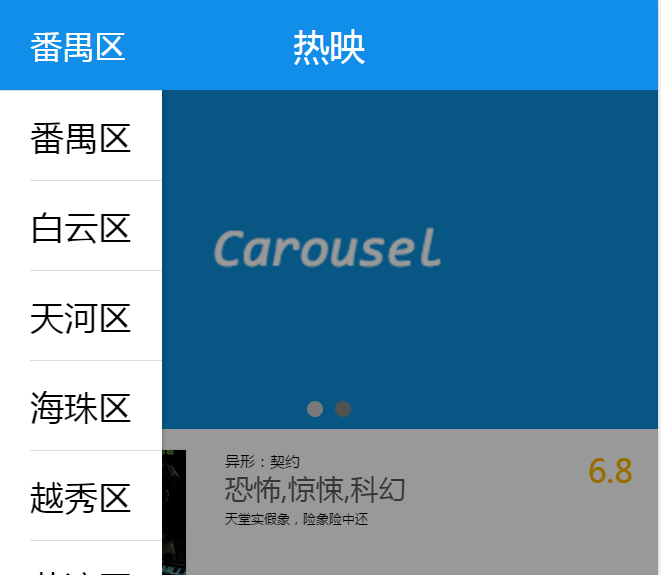 番禺区
热映
番禺区
白云区
天河区
海珠区
越秀区
Carousel
异形：契约
恐怖,惊悚,科幻
天堂实假象，险象险中还
6.8